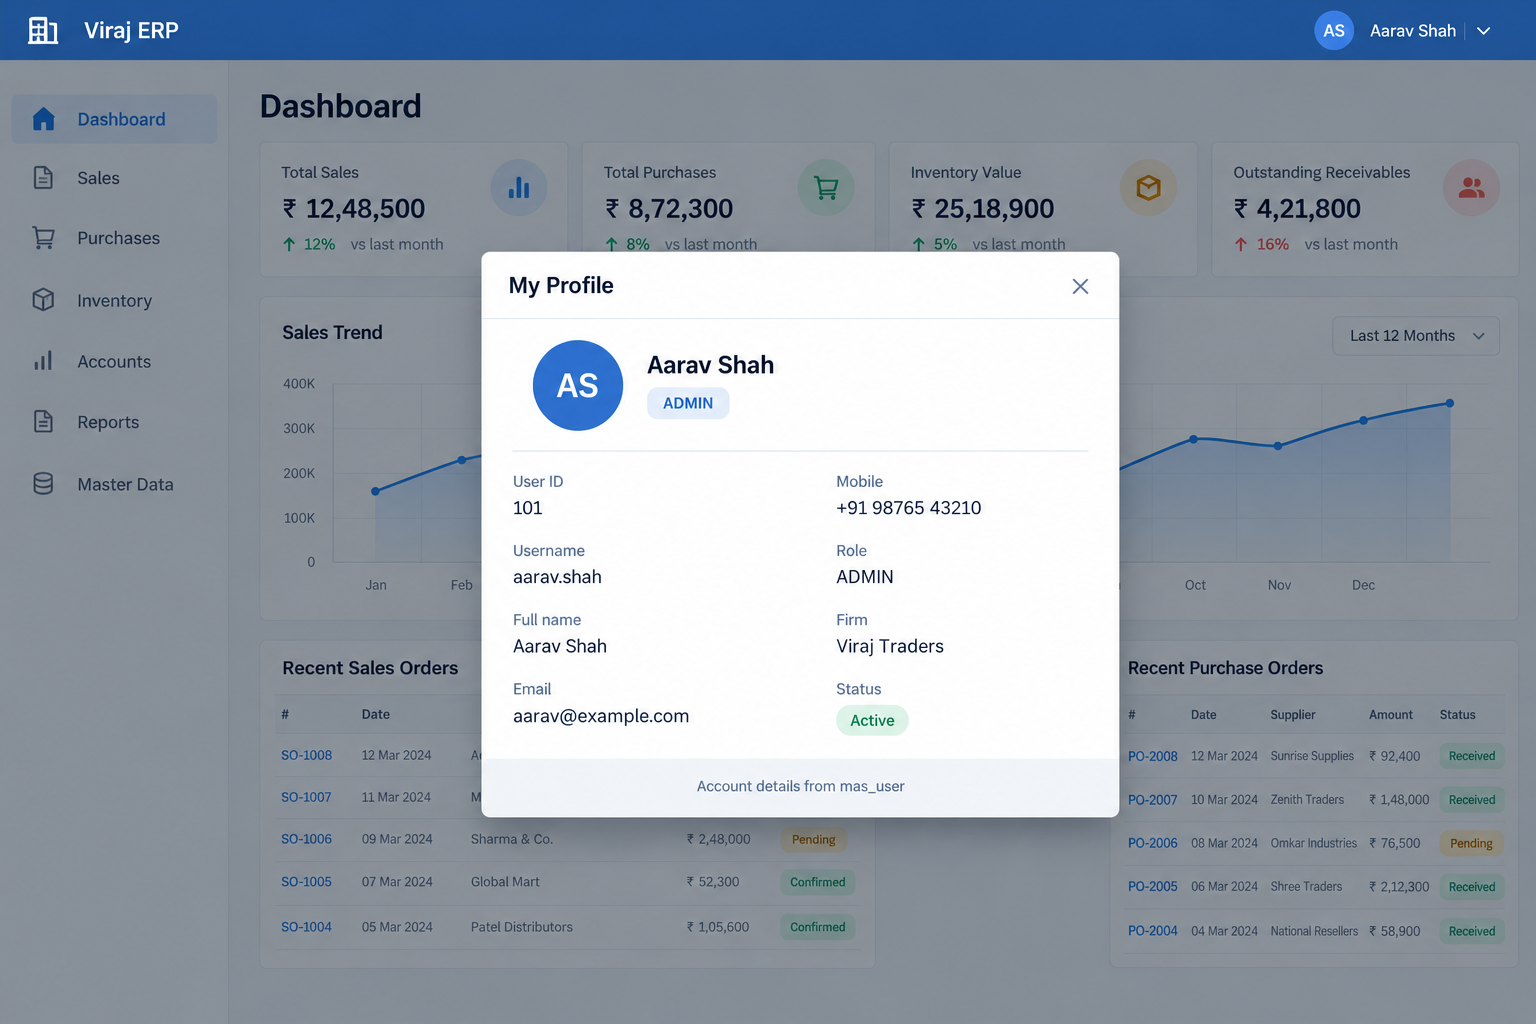 Viraj ERP
AS Aarav Shah
Dashboard
Sales
Purchases
Inventory
Accounts
Reports
Master Data
Dashboard
Total Sales
₹ 12,48,500
↑ 12% vs last month
Total Purchases
₹ 8,72,300
↑ 8% vs last month
Inventory Value
₹ 25,18,900
↑ 5% vs last month
Outstanding Receivables
₹ 4,21,800
↑ 16% vs last month
Sales Trend
Last 12 Months
400K
300K
200K
100K
0
Jan Feb Oct Nov Dec
My Profile
AS
Aarav Shah
ADMIN
User ID
101
Mobile
+91 98765 43210
Username
aarav.shah
Role
ADMIN
Full name
Aarav Shah
Firm
Viraj Traders
Email
aarav@example.com
Status
Active
Account details from mas_user
Recent Sales Orders
# Date
SO-1008 12 Mar 2024
SO-1007 11 Mar 2024
SO-1006 09 Mar 2024 Sharma & Co. ₹ 2,48,000 Pending
SO-1005 07 Mar 2024 Global Mart ₹ 52,300 Confirmed
SO-1004 05 Mar 2024 Patel Distributors ₹ 1,05,600 Confirmed
Recent Purchase Orders
# Date Supplier Amount Status
PO-2008 12 Mar 2024 Sunrise Supplies ₹ 92,400 Received
PO-2007 10 Mar 2024 Zenith Traders ₹ 1,48,000 Received
PO-2006 08 Mar 2024 Omkar Industries ₹ 76,500 Pending
PO-2005 06 Mar 2024 Shree Traders ₹ 2,12,300 Received
PO-2004 04 Mar 2024 National Resellers ₹ 58,900 Received